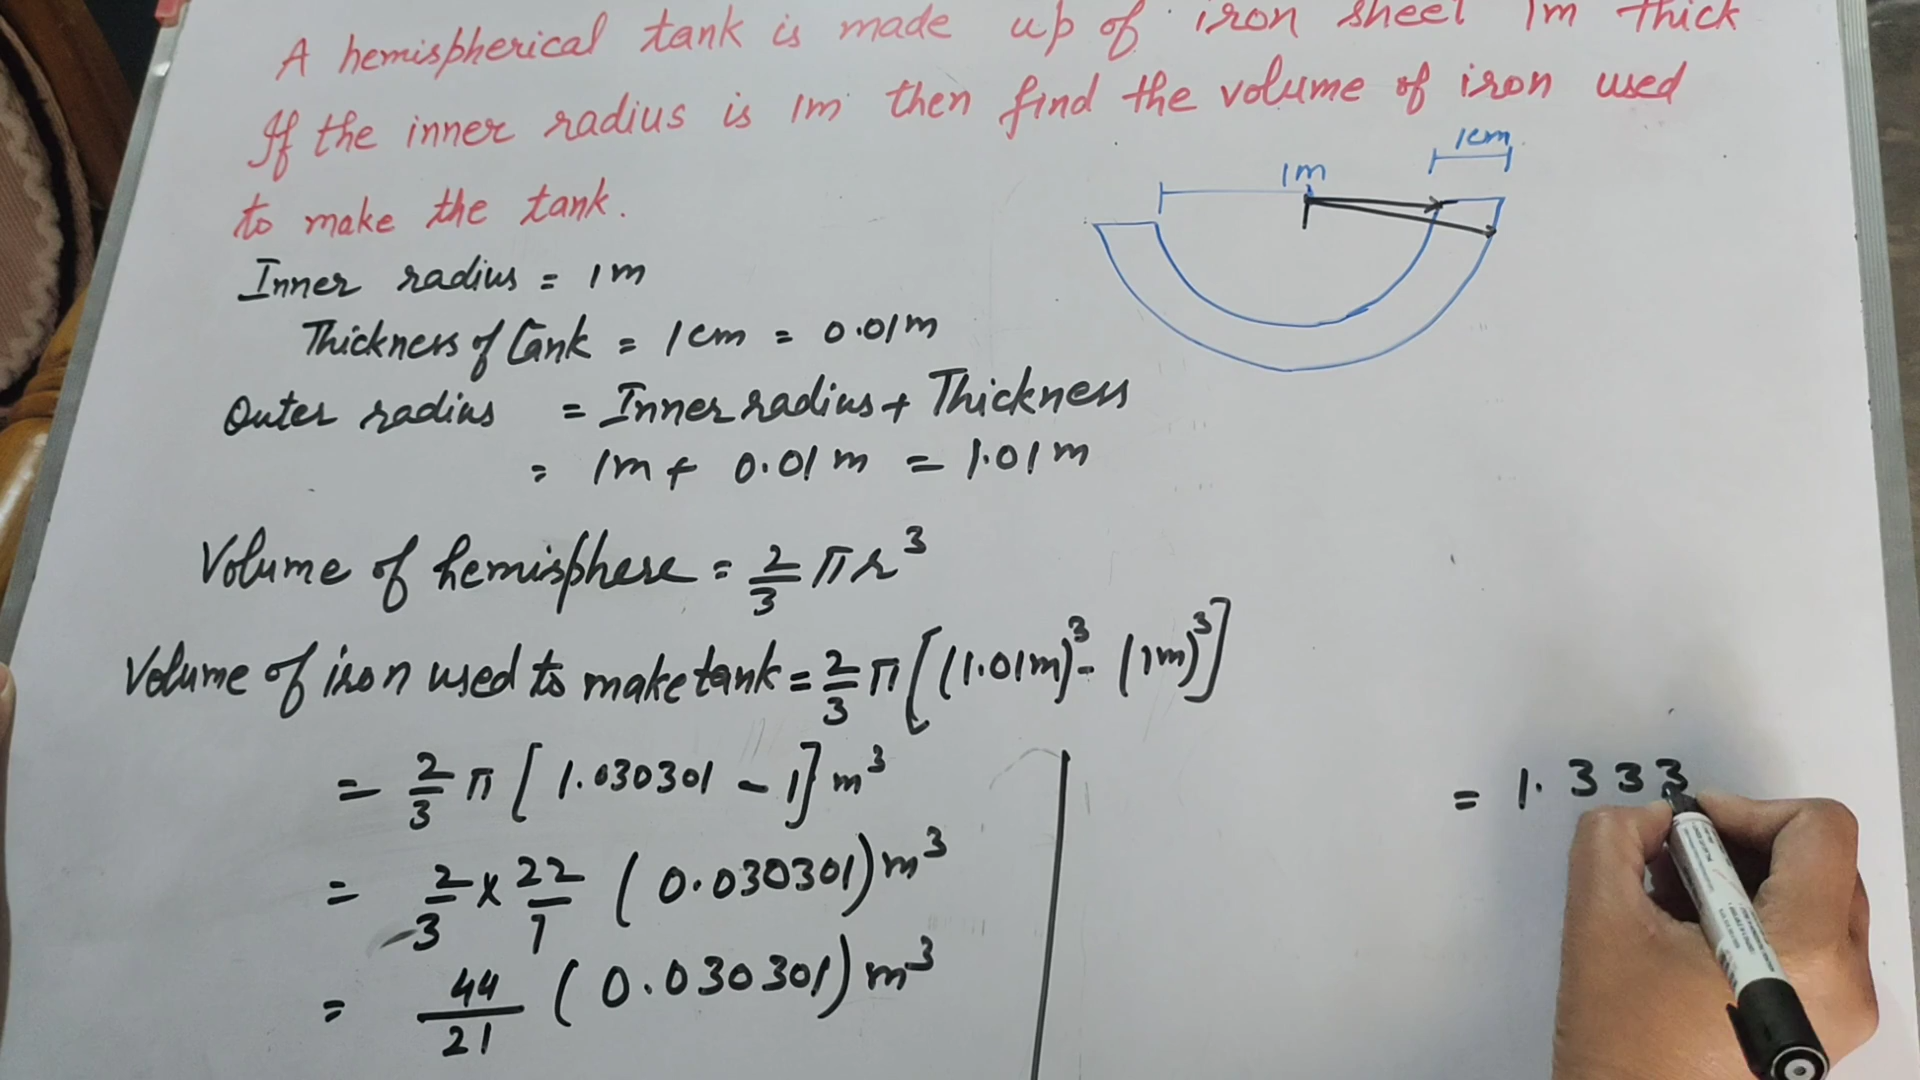 A hemispherical tank is made up of iron sheet 1m thick
If the inner radius is 1m then find the volume of iron used
to make the tank.
1cm
1m
Inner radius = 1m
Thickness of Tank = 1cm = 0.01m
Outer radius = Inner radius + Thickness
= 1m + 0.01m = 1.01m
Volume of hemisphere = 2/3 πr³
Volume of iron used to make tank = 2/3 π[(1.01m)³ - (1m)³]
= 2/3 π [1.030301 - 1] m³
= 2/3 × 22/7 (0.030301) m³
= 44/21 (0.030301) m³
= 1.333